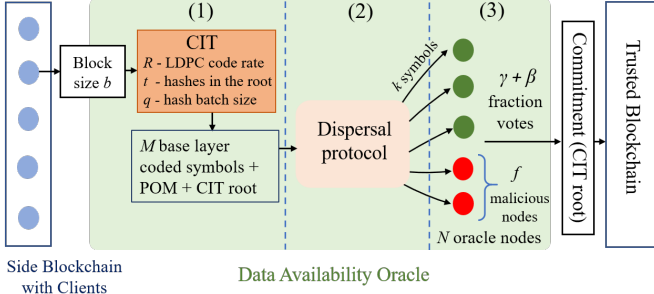 (1)
(2)
(3)
Block
size b
CIT
R - LDPC code rate
t - hashes in the root
q - hash batch size
M base layer
coded symbols +
POM + CIT root
Dispersal
protocol
k symbols
γ + β
fraction
votes
f
malicious
nodes
N oracle nodes
Commitment (CIT root)
Trusted Blockchain
Side Blockchain
with Clients
Data Availability Oracle